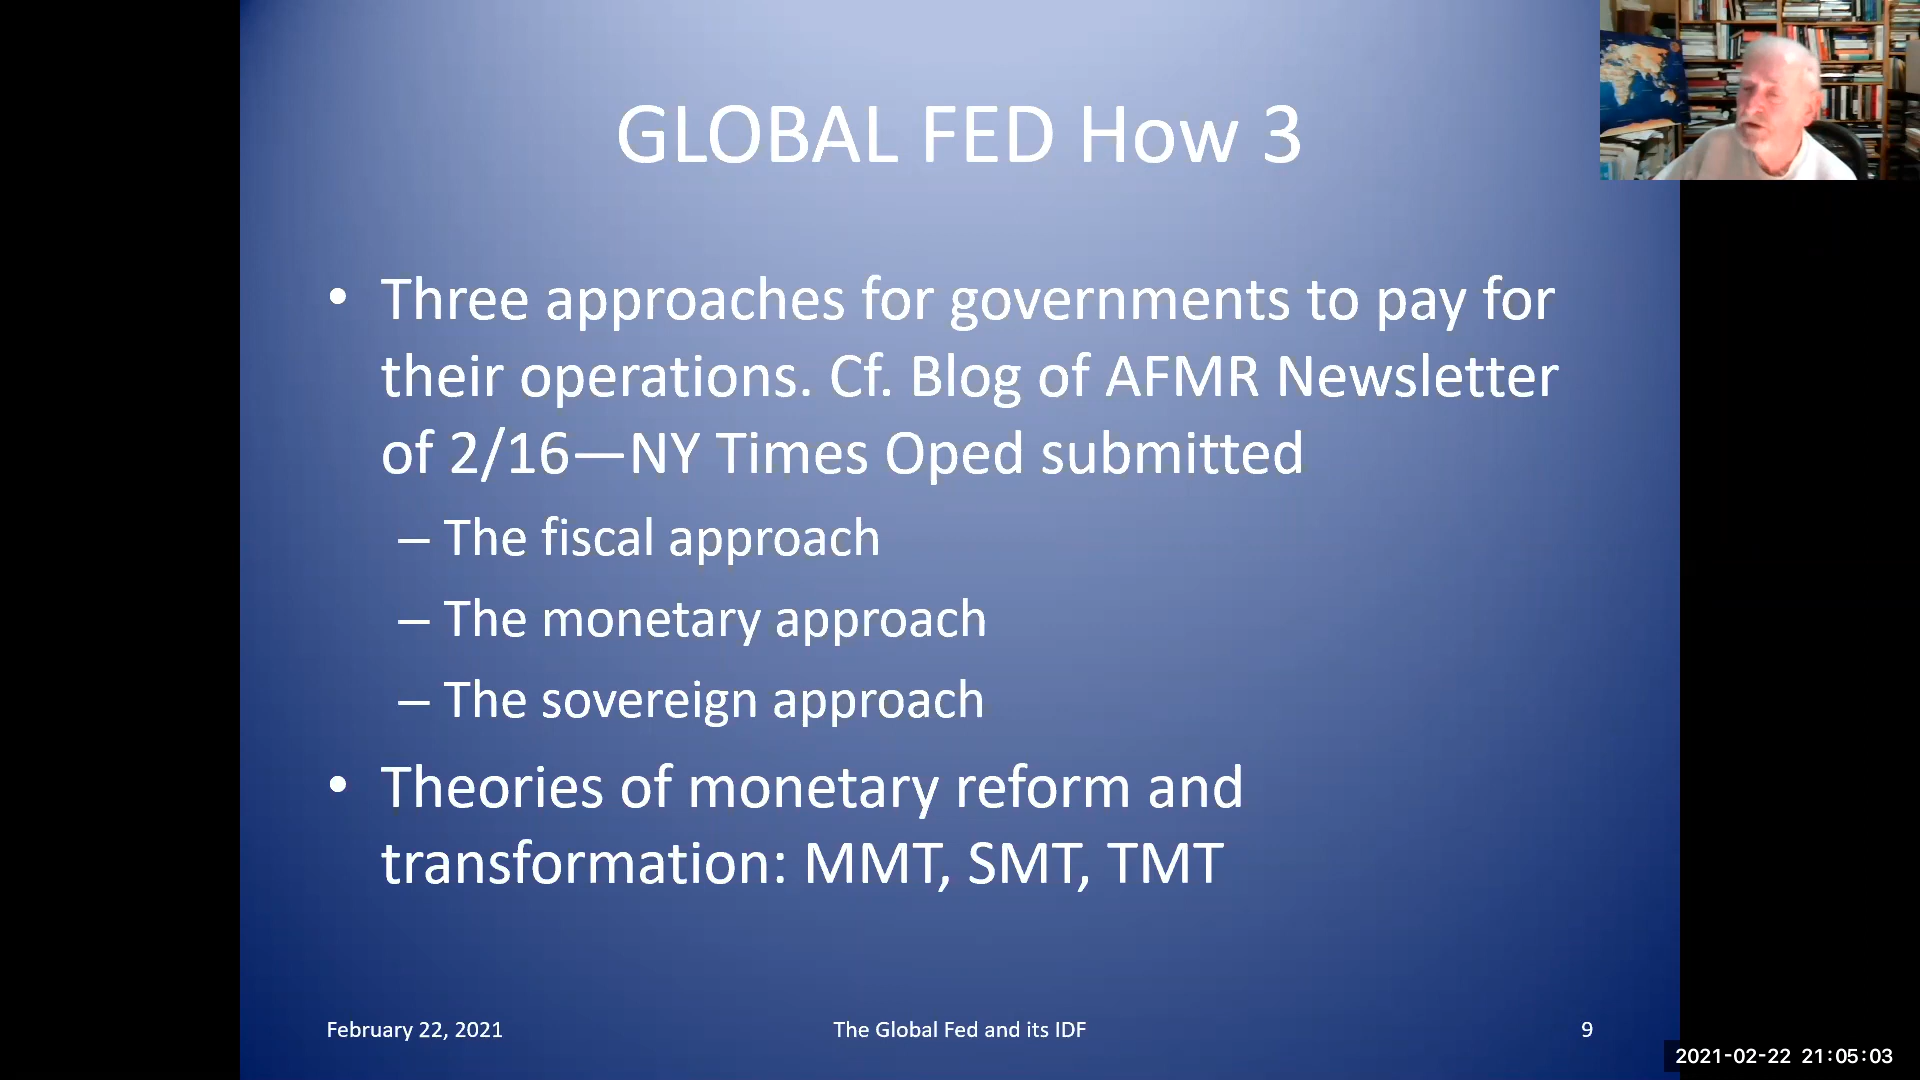 GLOBAL FED How 3
• Three approaches for governments to pay for
their operations. Cf. Blog of AFMR Newsletter
of 2/16—NY Times Oped submitted
– The fiscal approach
– The monetary approach
– The sovereign approach
• Theories of monetary reform and
transformation: MMT, SMT, TMT
February 22, 2021
The Global Fed and its IDF
9
2021-02-22 21:05:03